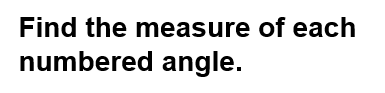 Find the measure of each
numbered angle.